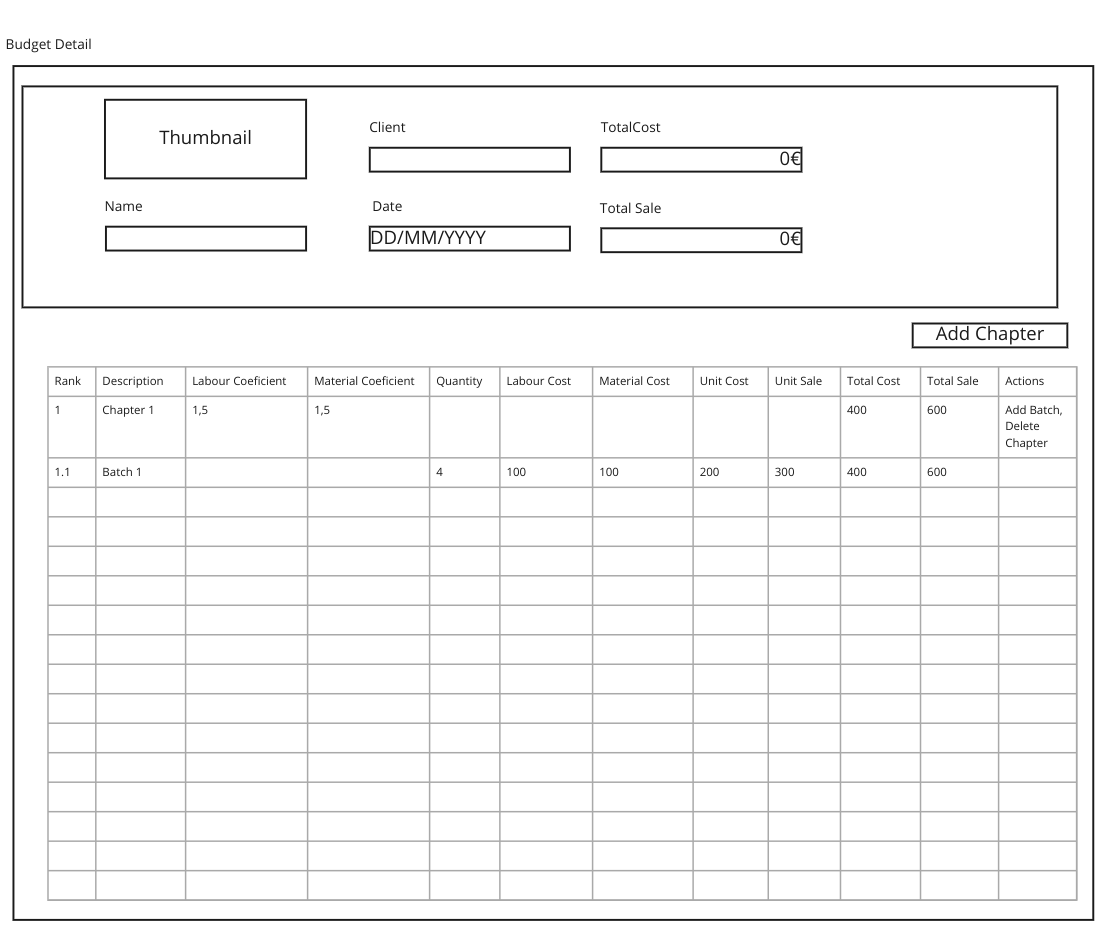 Budget Detail
Thumbnail
Client
TotalCost
0€
Name
Date
Total Sale
DD/MM/YYYY
0€
Add Chapter
Rank Description Labour Coeficient Material Coeficient Quantity Labour Cost Material Cost Unit Cost Unit Sale Total Cost Total Sale Actions
1 Chapter 1 1,5 1,5 400 600 Add Batch,
Delete
Chapter
1.1 Batch 1 4 100 100 200 300 400 600